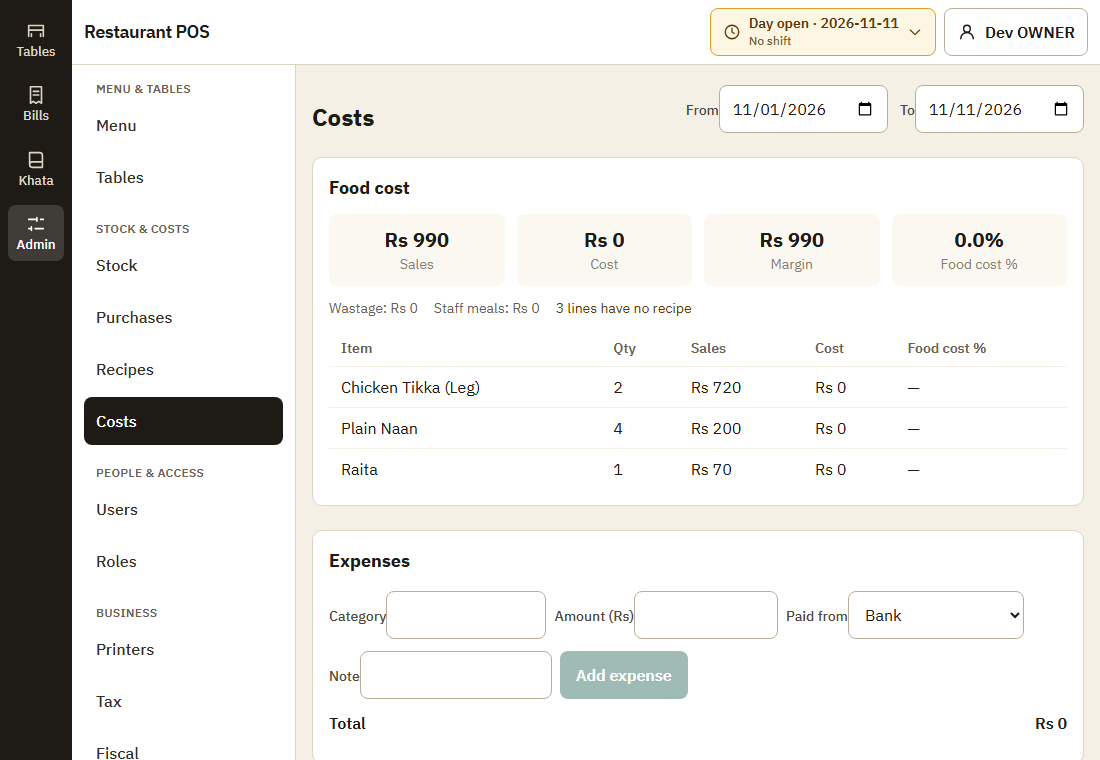 Restaurant POS
Day open · 2026-11-11
No shift
Dev OWNER
Tables
Bills
Khata
Admin
MENU & TABLES
Menu
Tables
STOCK & COSTS
Stock
Purchases
Recipes
Costs
PEOPLE & ACCESS
Users
Roles
BUSINESS
Printers
Tax
Fiscal
Costs
From 11/01/2026 To 11/11/2026
Food cost
Rs 990 Rs 0 Rs 990 0.0%
Sales Cost Margin Food cost %
Wastage: Rs 0 Staff meals: Rs 0 3 lines have no recipe
Item Qty Sales Cost Food cost %
Chicken Tikka (Leg) 2 Rs 720 Rs 0 —
Plain Naan 4 Rs 200 Rs 0 —
Raita 1 Rs 70 Rs 0 —
Expenses
Category Amount (Rs) Paid from Bank
Note Add expense
Total Rs 0